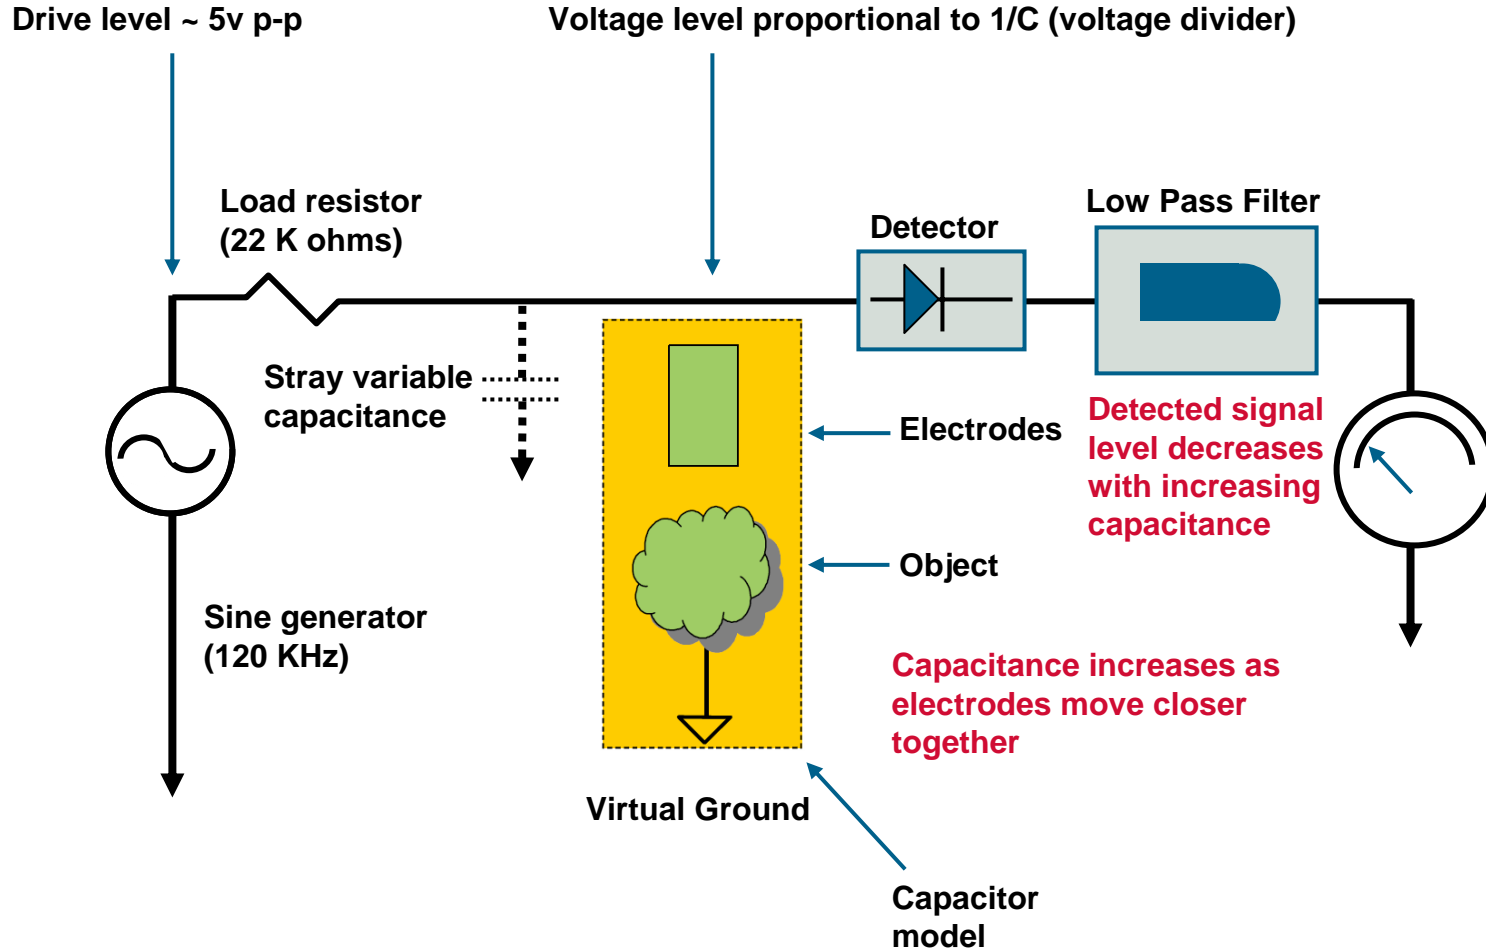 Drive level ~ 5v p-p
Voltage level proportional to 1/C (voltage divider)
Load resistor
(22 K ohms)
Detector
Low Pass Filter
Stray variable
capacitance
Electrodes
Detected signal
level decreases
with increasing
capacitance
Object
Sine generator
(120 KHz)
Capacitance increases as
electrodes move closer
together
Virtual Ground
Capacitor
model